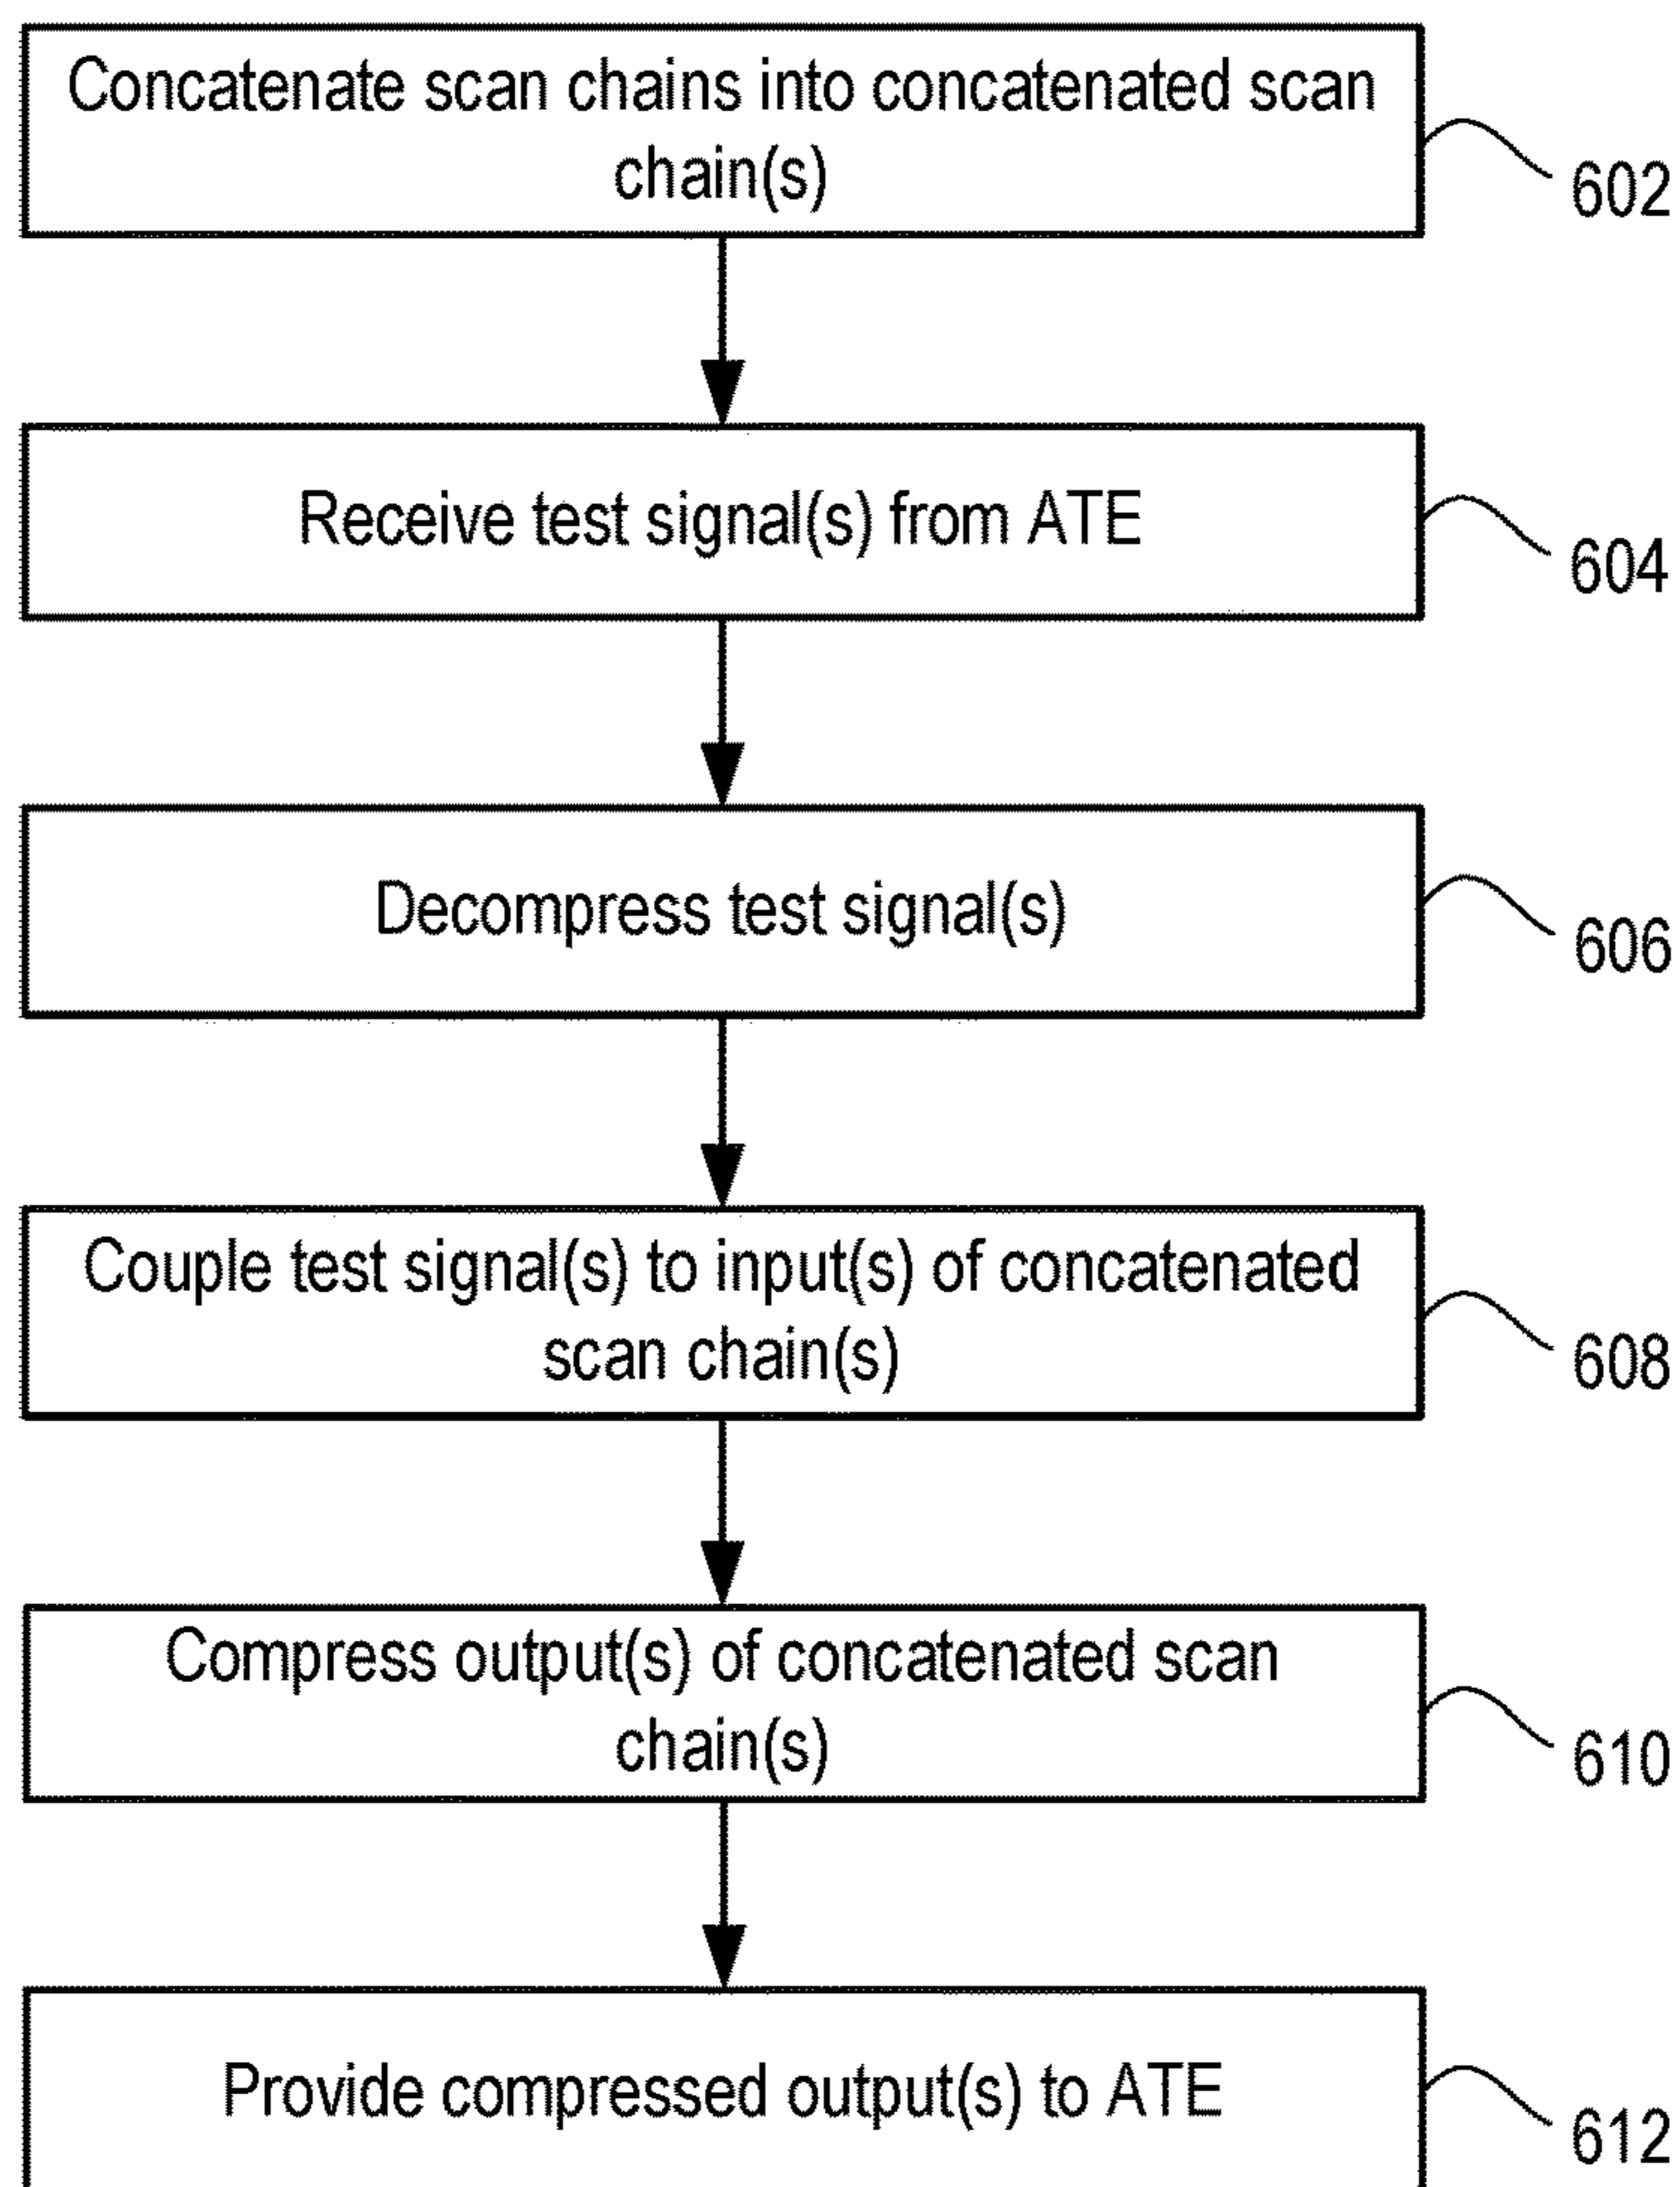 Concatenate scan chains into concatenated scan
chain(s)
602
Receive test signal(s) from ATE
604
Decompress test signal(s)
606
Couple test signal(s) to input(s) of concatenated
scan chain(s)
608
Compress output(s) of concatenated scan
chain(s)
610
Provide compressed output(s) to ATE
612